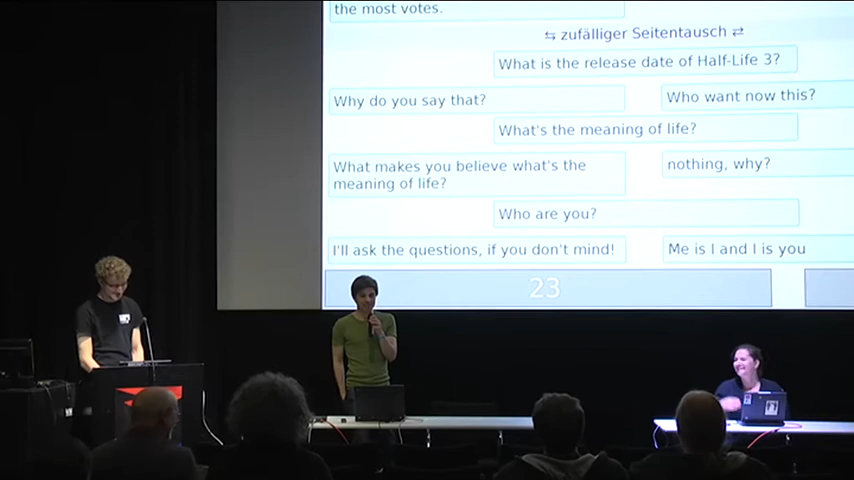 the most votes.
⇆ zufälliger Seitentausch ⇄
What is the release date of Half-Life 3?
Why do you say that?
Who want now this?
What's the meaning of life?
What makes you believe what's the
meaning of life?
nothing, why?
Who are you?
I'll ask the questions, if you don't mind!
Me is I and I is you
23